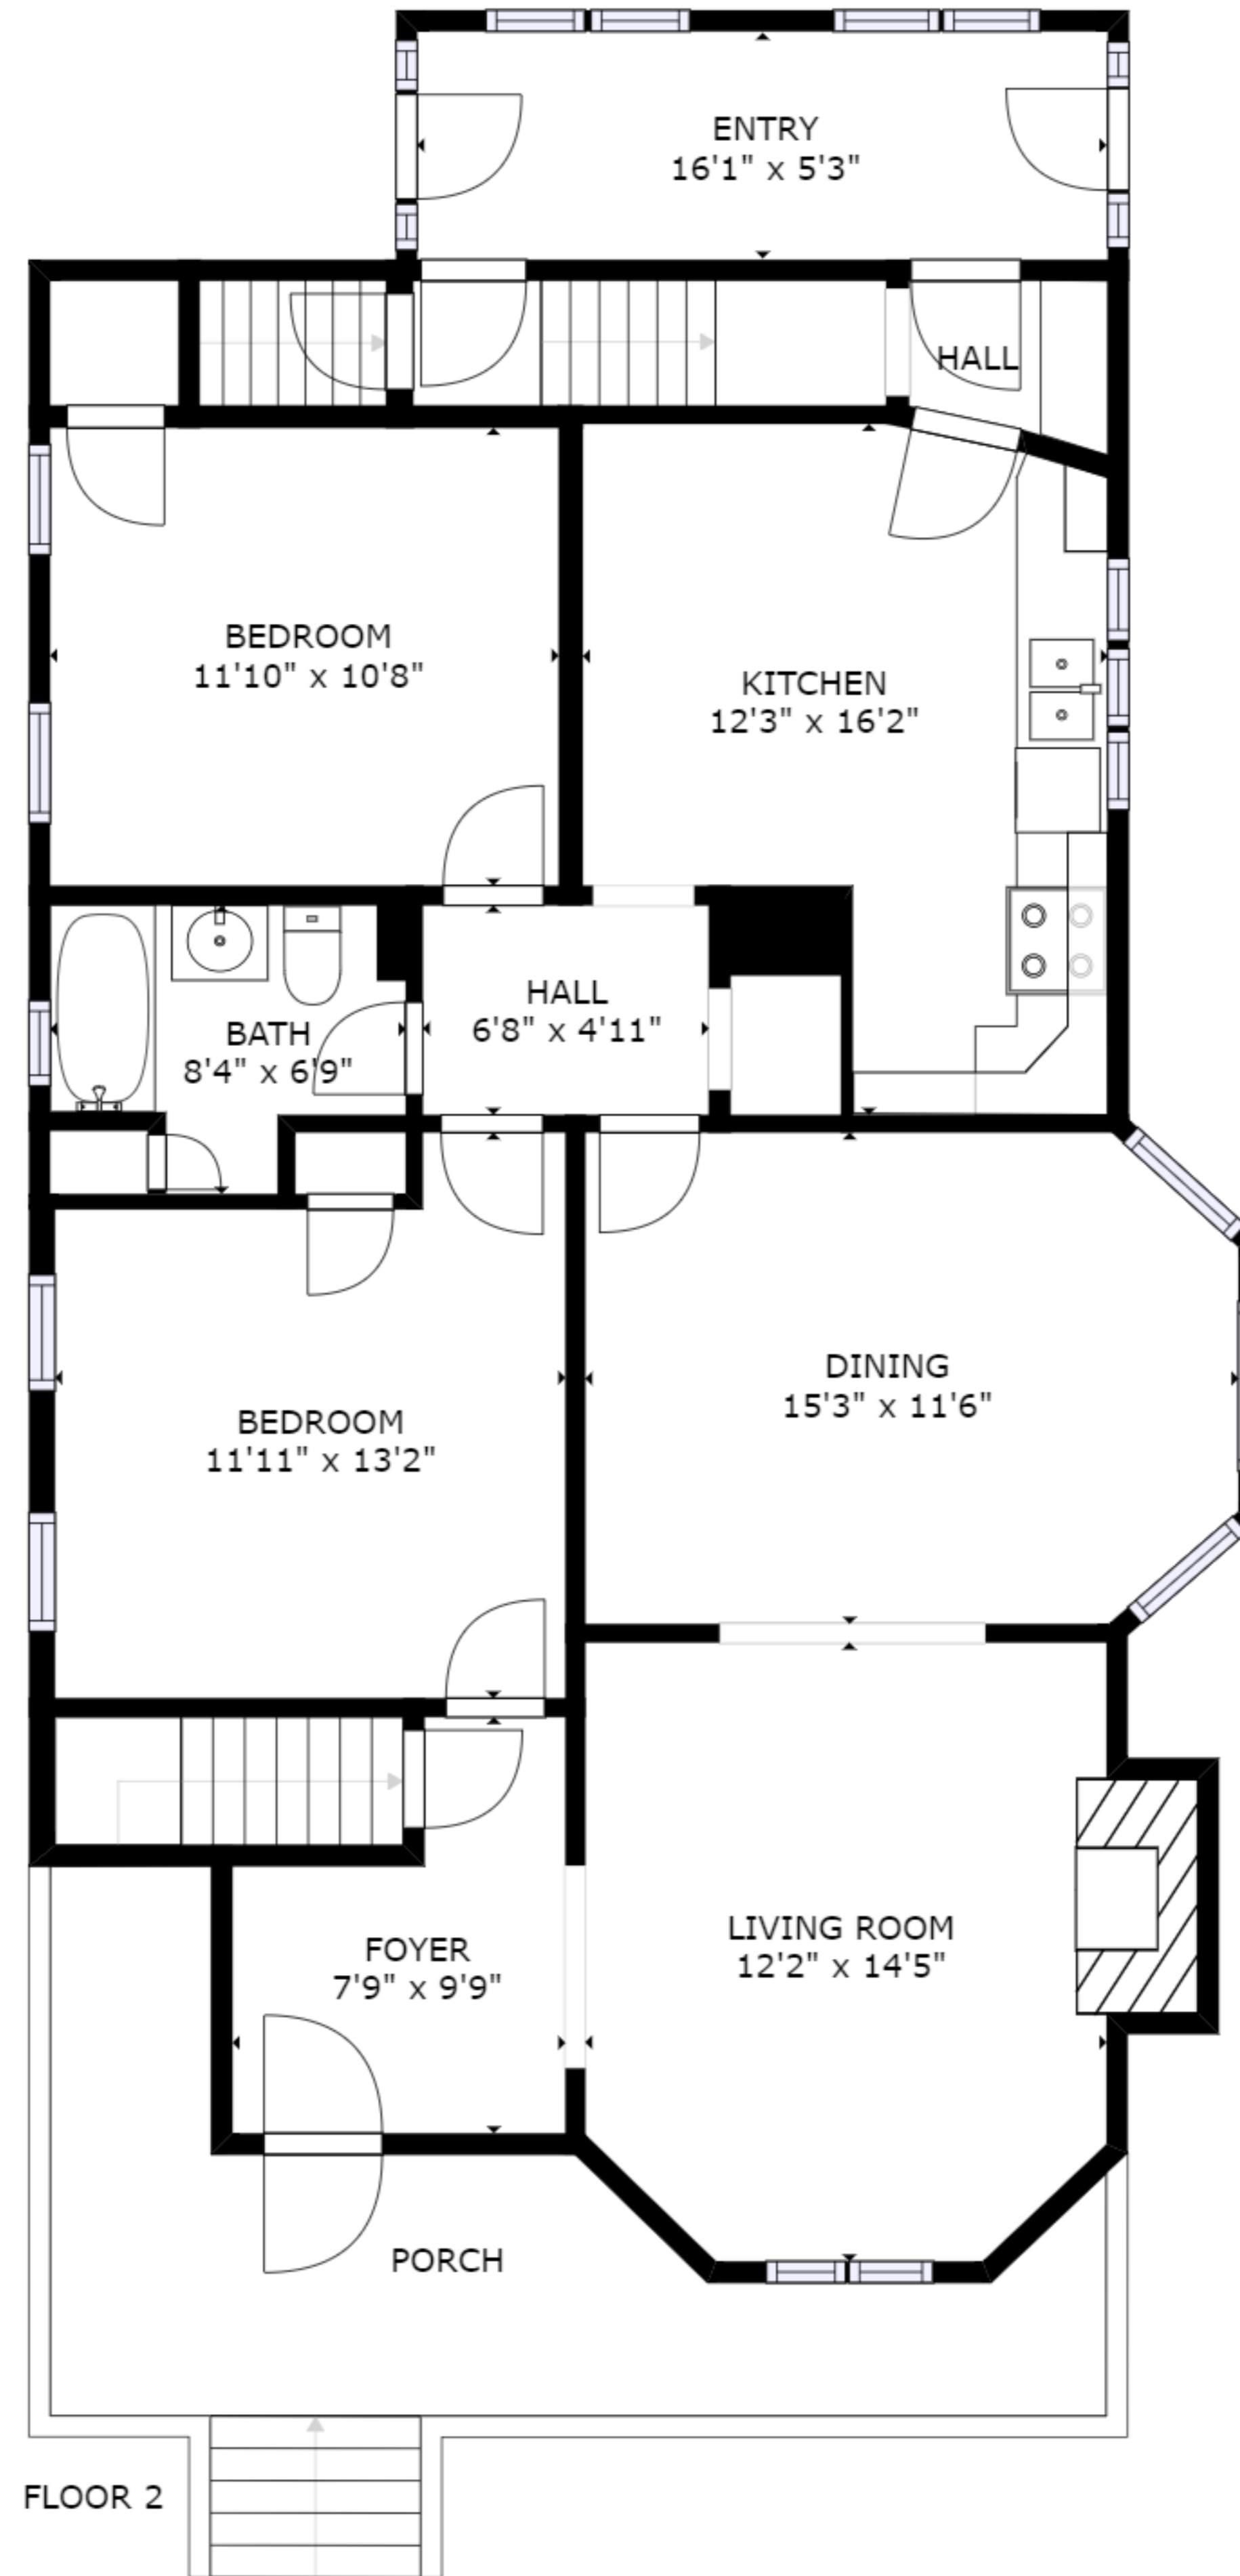 ENTRY
16'1" x 5'3"
HALL
BEDROOM
11'10" x 10'8"
KITCHEN
12'3" x 16'2"
HALL
6'8" x 4'11"
BATH
8'4" x 6'9"
DINING
15'3" x 11'6"
BEDROOM
11'11" x 13'2"
LIVING ROOM
12'2" x 14'5"
FOYER
7'9" x 9'9"
PORCH
FLOOR 2